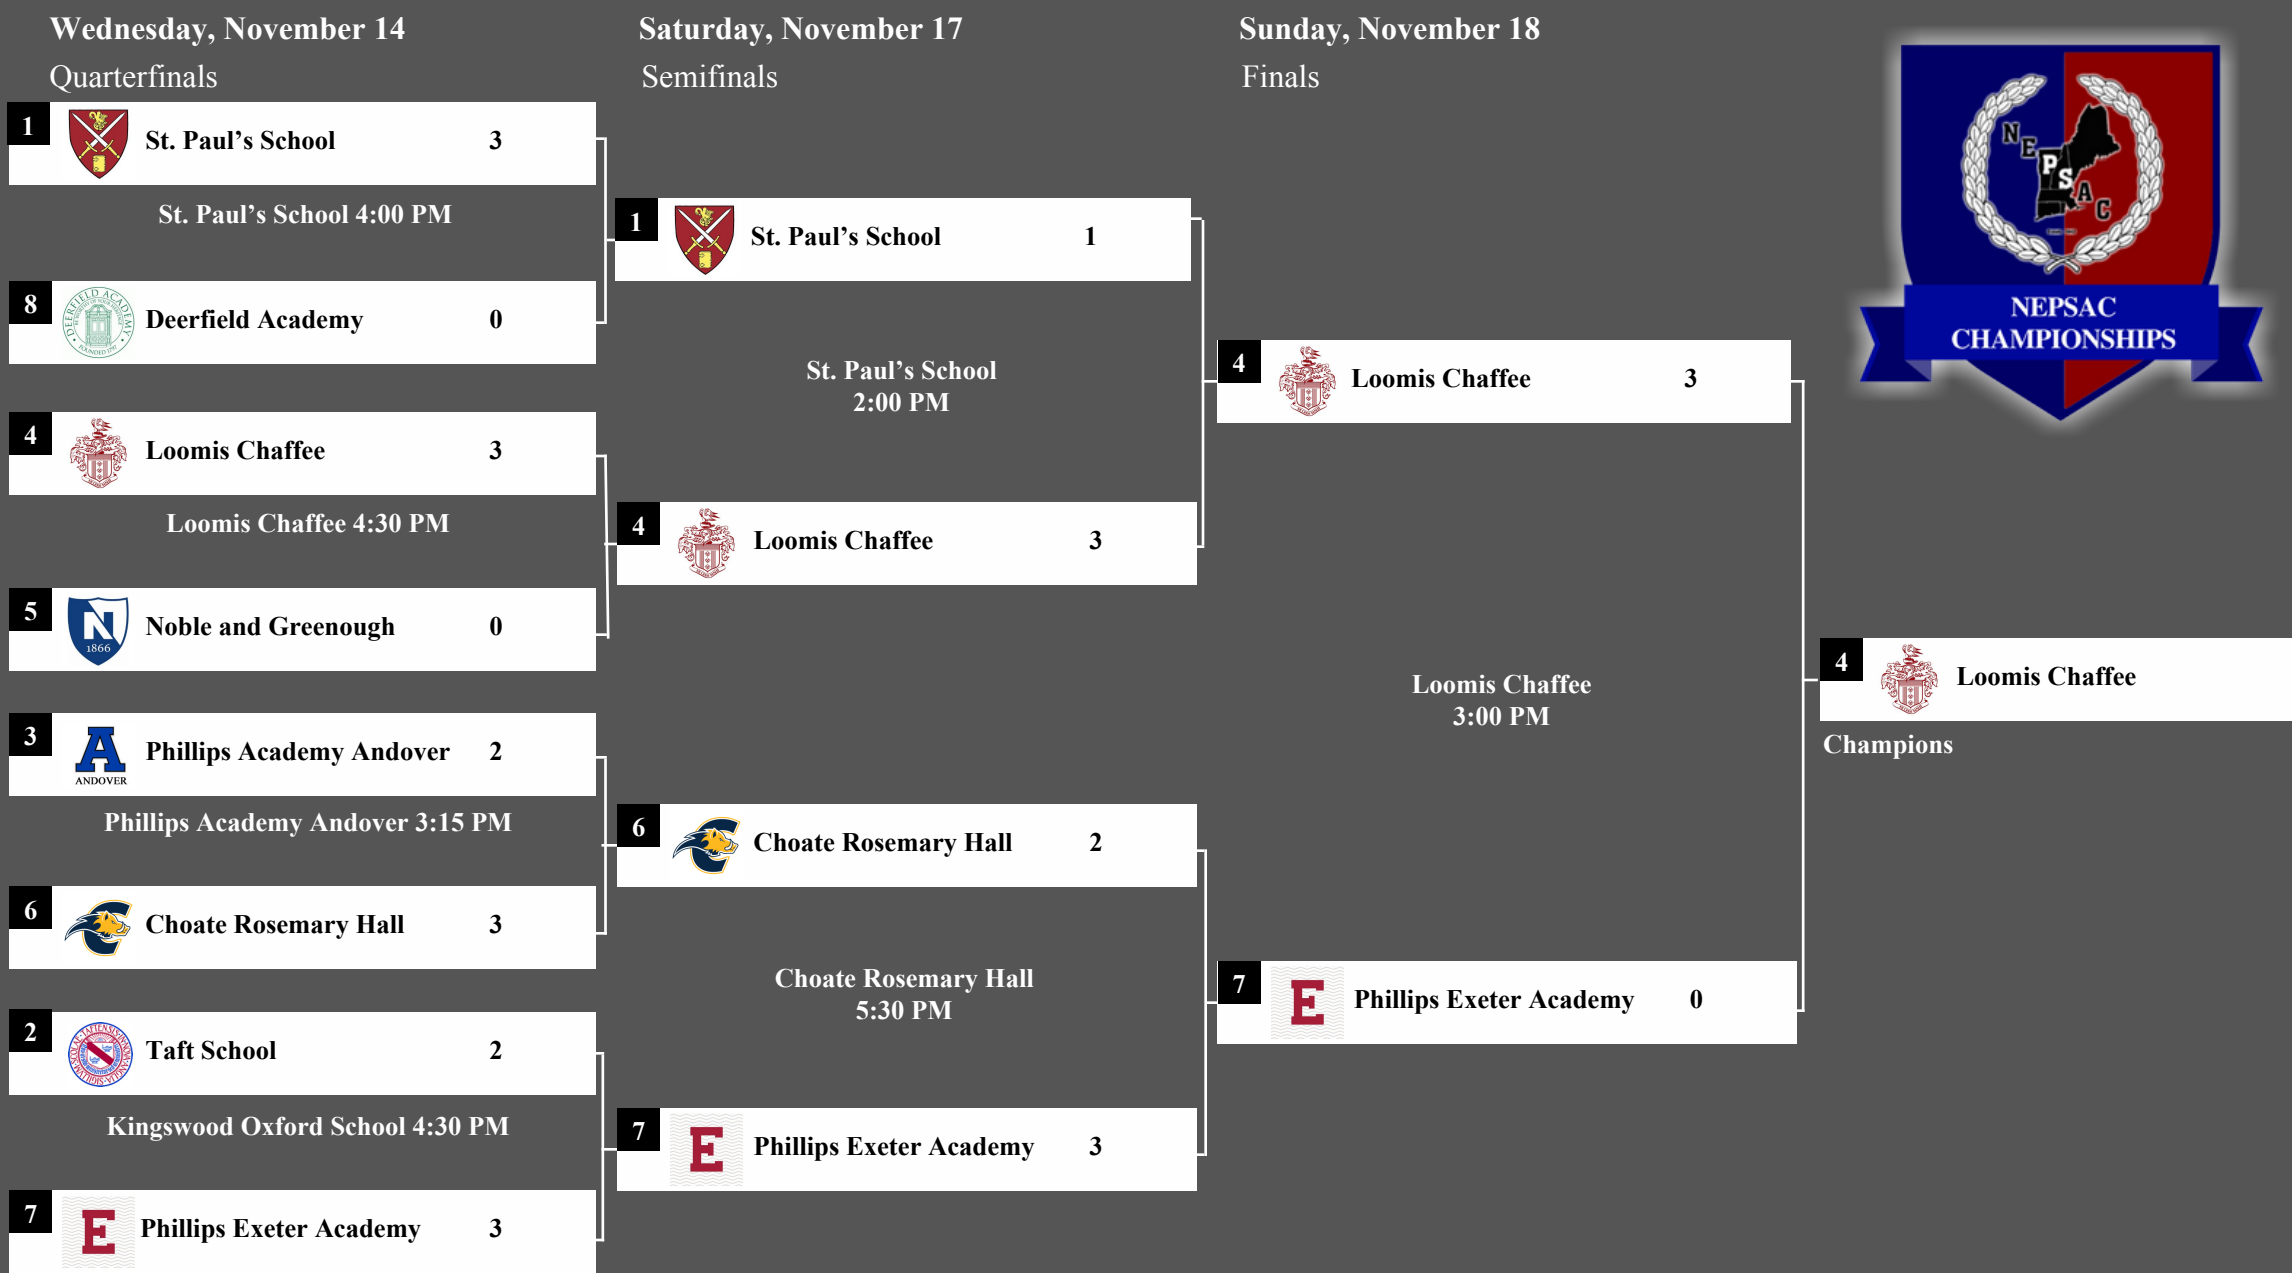 Wednesday, November 14
Quarterfinals
1
St. Paul's School 3
St. Paul's School 4:00 PM
8
DEERFIELD ACADEMY
Deerfield Academy 0
4
Loomis Chaffee 3
Loomis Chaffee 4:30 PM
5
N
1866
Noble and Greenough 0
3
A
ANDOVER
Phillips Academy Andover 2
Phillips Academy Andover 3:15 PM
6
C
Choate Rosemary Hall 3
2
Taft School 2
Kingswood Oxford School 4:30 PM
7
E
Phillips Exeter Academy 3
Saturday, November 17
Semifinals
1
St. Paul's School 1
St. Paul's School
2:00 PM
4
Loomis Chaffee 3
6
C
Choate Rosemary Hall 2
Choate Rosemary Hall
5:30 PM
7
E
Phillips Exeter Academy 3
Sunday, November 18
Finals
4
Loomis Chaffee 3
Loomis Chaffee
3:00 PM
7
E
Phillips Exeter Academy 0
NEPSAC
NEPSAC
CHAMPIONSHIPS
4
Loomis Chaffee
Champions